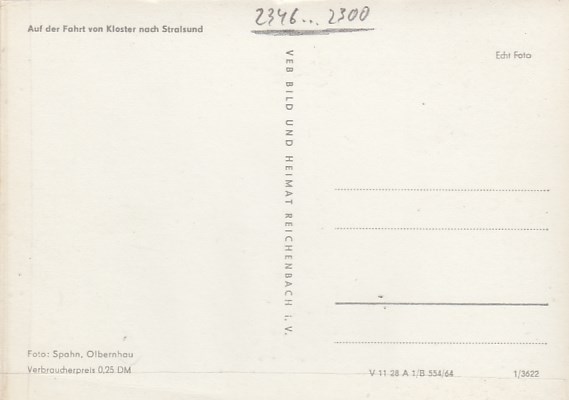 2346... 2300
Auf der Fahrt von Kloster nach Stralsund
Echt Foto
VEB BILD UND HEIMAT REICHENBACH i. V.
Foto: Spahn, Olbernhau
Verbraucherpreis 0,25 DM
V 11 28 A 1/B 554/64
1/3622